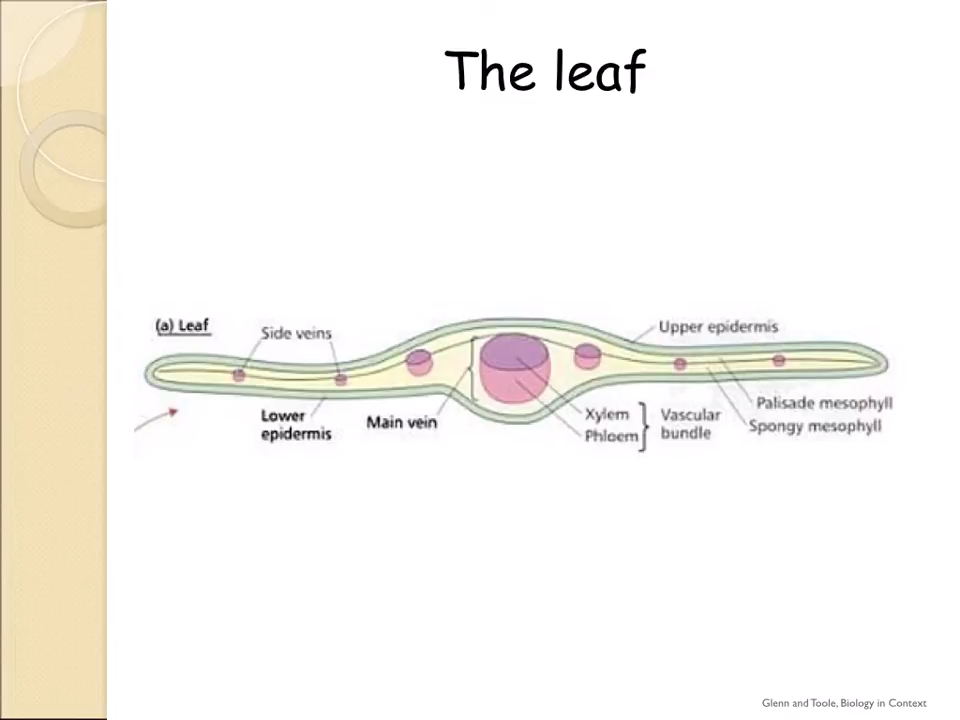 The leaf
(a) Leaf
Side veins
Upper epidermis
Lower
epidermis
Main vein
Xylem
Phloem
Vascular
bundle
Palisade mesophyll
Spongy mesophyll
Glenn and Toole, Biology in Context